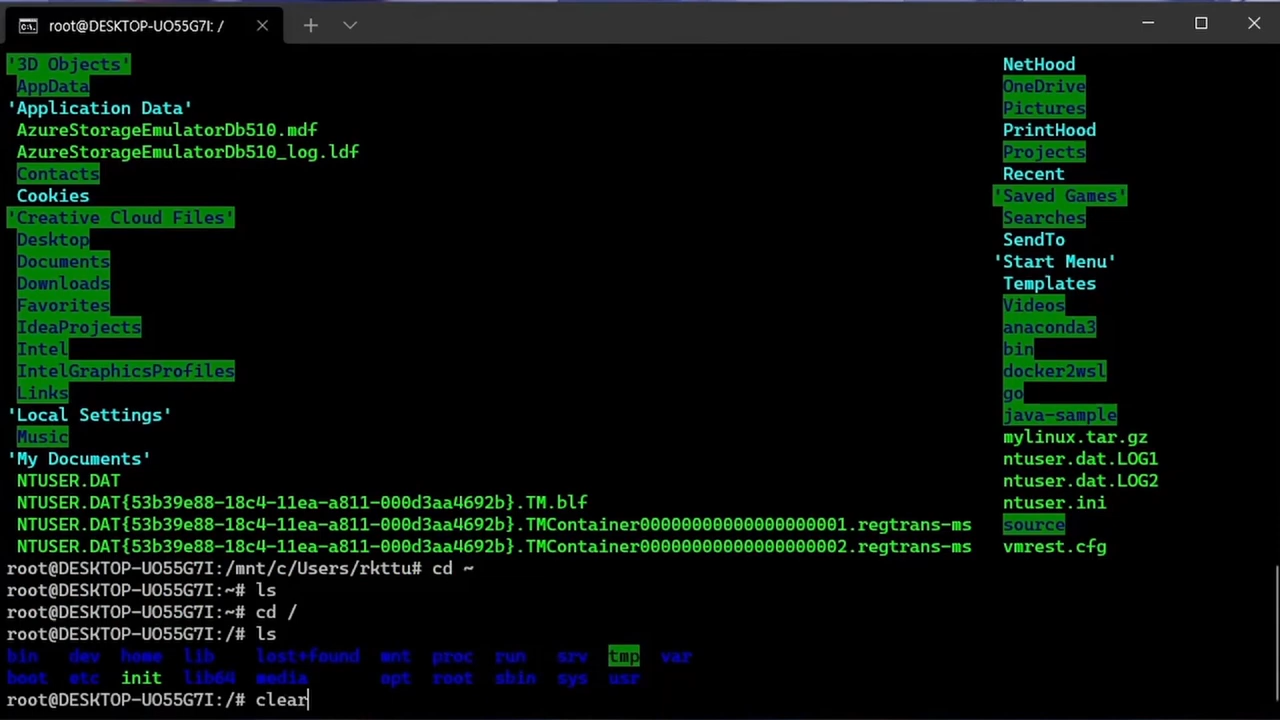 root@DESKTOP-UO55G7I: /
'3D Objects' NetHood
AppData OneDrive
'Application Data' Pictures
AzureStorageEmulatorDb510.mdf PrintHood
AzureStorageEmulatorDb510_log.ldf Projects
Contacts Recent
Cookies 'Saved Games'
'Creative Cloud Files' Searches
Desktop SendTo
Documents 'Start Menu'
Downloads Templates
Favorites Videos
IdeaProjects anaconda3
Intel bin
IntelGraphicsProfiles docker2wsl
Links go
'Local Settings' java-sample
Music mylinux.tar.gz
'My Documents' ntuser.dat.LOG1
NTUSER.DAT ntuser.dat.LOG2
NTUSER.DAT{53b39e88-18c4-11ea-a811-000d3aa4692b}.TM.blf ntuser.ini
NTUSER.DAT{53b39e88-18c4-11ea-a811-000d3aa4692b}.TMContainer00000000000000000001.regtrans-ms source
NTUSER.DAT{53b39e88-18c4-11ea-a811-000d3aa4692b}.TMContainer00000000000000000002.regtrans-ms vmrest.cfg
root@DESKTOP-UO55G7I:/mnt/c/Users/rkttu# cd ~
root@DESKTOP-UO55G7I:~# ls
root@DESKTOP-UO55G7I:~# cd /
root@DESKTOP-UO55G7I:/# ls
bin dev home lib lost+found mnt proc run srv tmp var
boot etc init lib64 media opt root sbin sys usr
root@DESKTOP-UO55G7I:/# clear